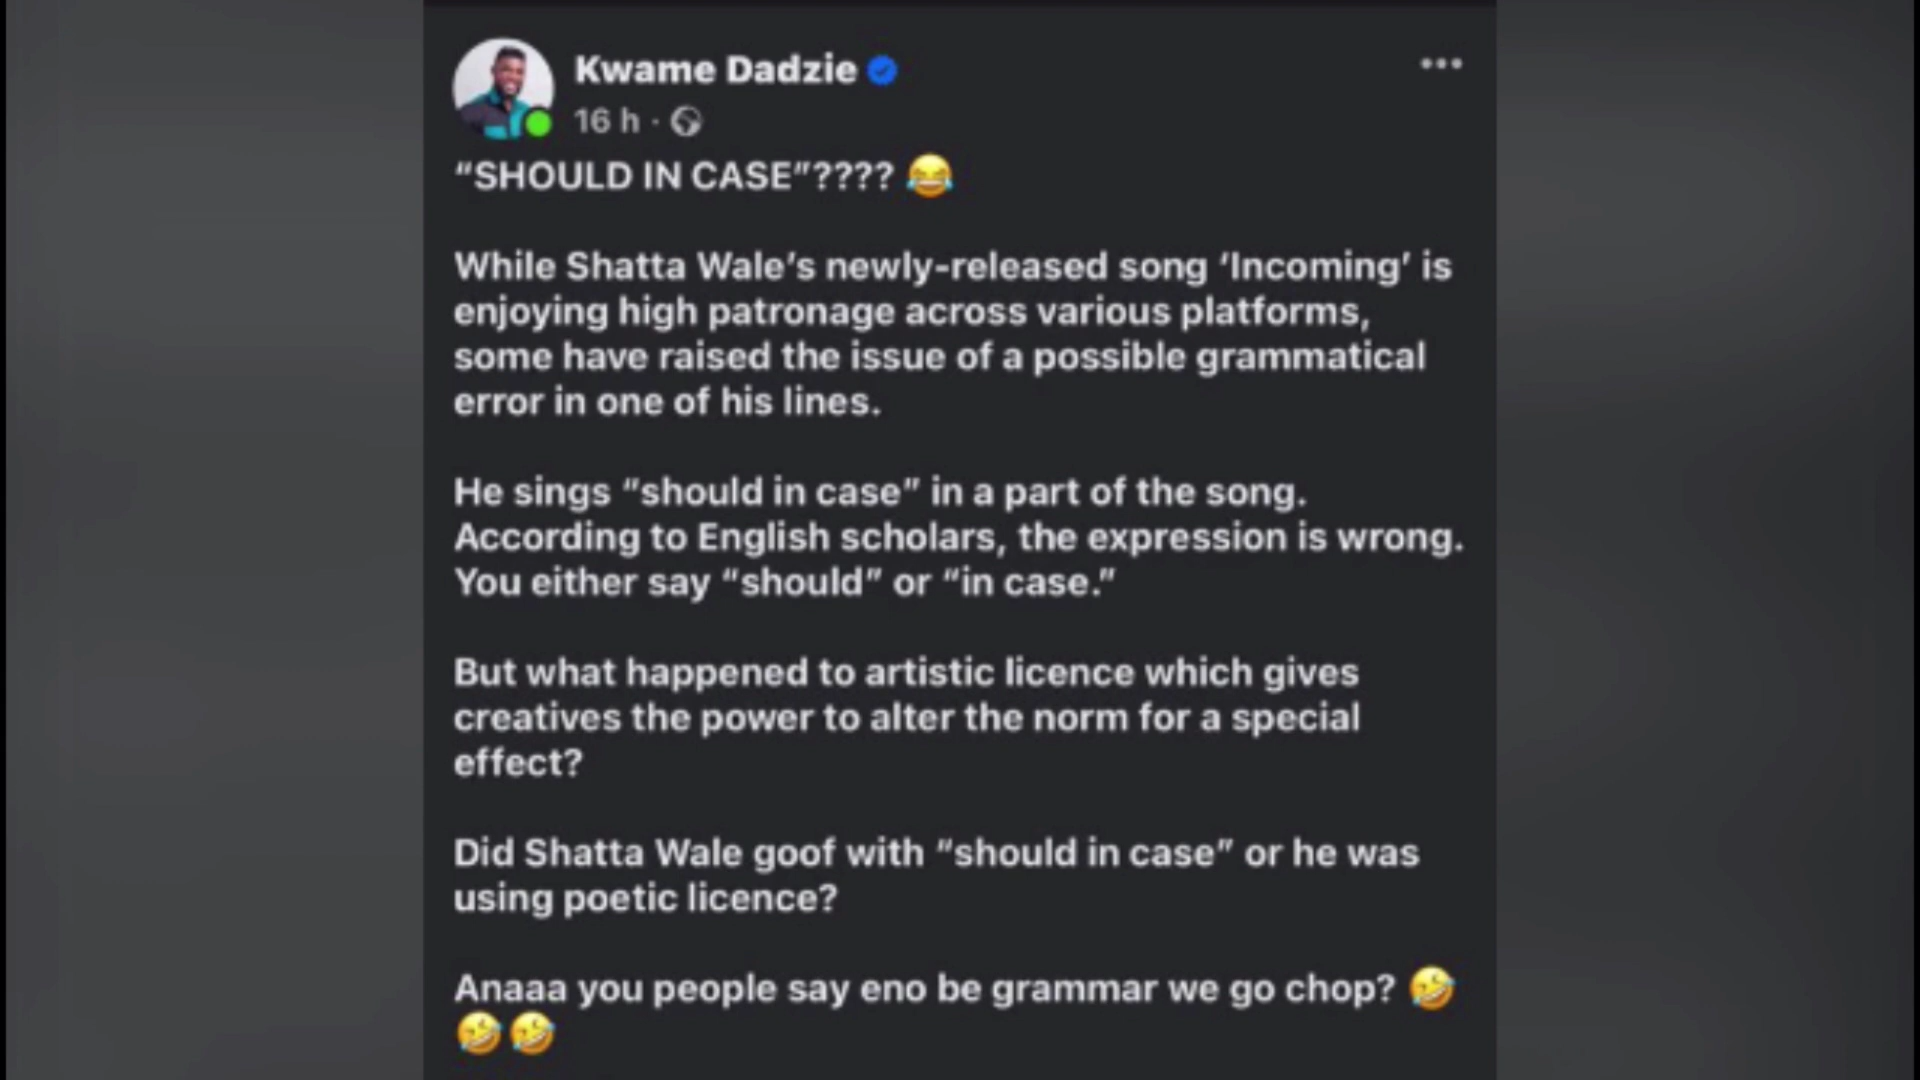 Kwame Dadzie
16 h ·
“SHOULD IN CASE”???? 😂
While Shatta Wale’s newly-released song ‘Incoming’ is
enjoying high patronage across various platforms,
some have raised the issue of a possible grammatical
error in one of his lines.
He sings “should in case” in a part of the song.
According to English scholars, the expression is wrong.
You either say “should” or “in case.”
But what happened to artistic licence which gives
creatives the power to alter the norm for a special
effect?
Did Shatta Wale goof with “should in case” or he was
using poetic licence?
Anaaa you people say eno be grammar we go chop? 🤣
🤣🤣